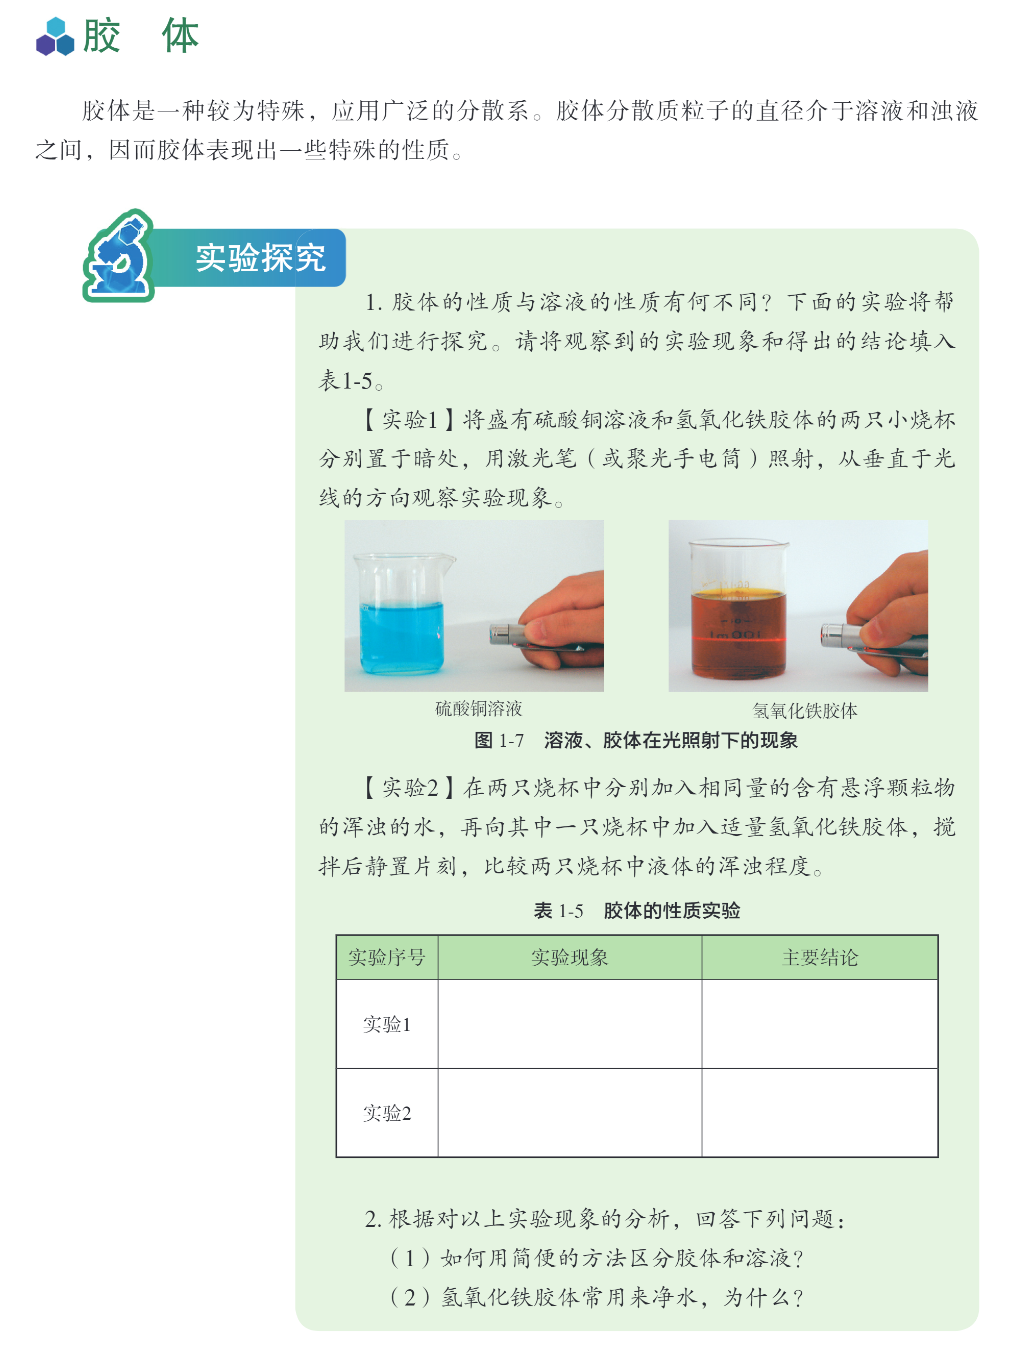 胶 体
胶体是一种较为特殊，应用广泛的分散系。胶体分散质粒子的直径介于溶液和浊液
之间，因而胶体表现出一些特殊的性质。
实验探究
1. 胶体的性质与溶液的性质有何不同？下面的实验将帮
助我们进行探究。请将观察到的实验现象和得出的结论填入
表1-5。
【实验1】将盛有硫酸铜溶液和氢氧化铁胶体的两只小烧杯
分别置于暗处，用激光笔（或聚光手电筒）照射，从垂直于光
线的方向观察实验现象。
硫酸铜溶液
氢氧化铁胶体
图 1-7 溶液、胶体在光照射下的现象
【实验2】在两只烧杯中分别加入相同量的含有悬浮颗粒物
的浑浊的水，再向其中一只烧杯中加入适量氢氧化铁胶体，搅
拌后静置片刻，比较两只烧杯中液体的浑浊程度。
表 1-5 胶体的性质实验
实验序号 实验现象 主要结论
实验1
实验2
2. 根据对以上实验现象的分析，回答下列问题：
（1）如何用简便的方法区分胶体和溶液？
（2）氢氧化铁胶体常用来净水，为什么？